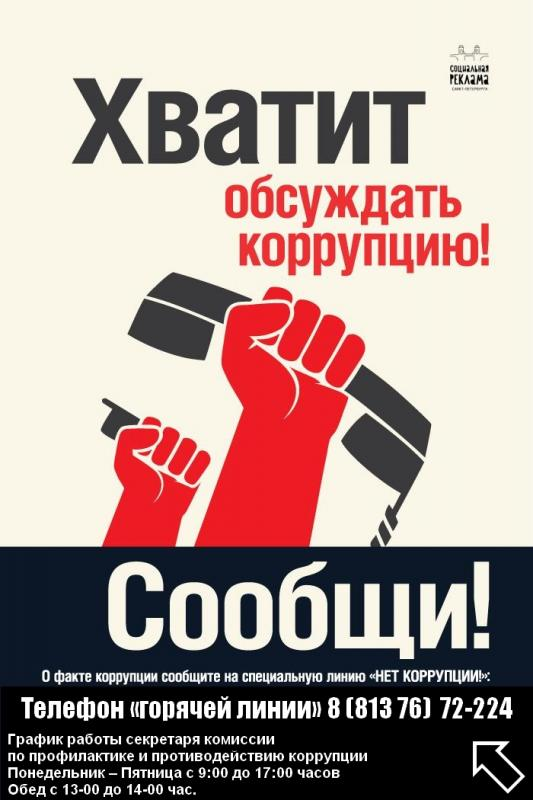 СОЦИАЛЬНАЯ
РЕКЛАМА
САНКТ-ПЕТЕРБУРГА
Хватит
обсуждать
коррупцию!
Сообщи!
О факте коррупции сообщите на специальную линию «НЕТ КОРРУПЦИИ!»:
Телефон «горячей линии» 8 (813 76) 72-224
График работы секретаря комиссии
по профилактике и противодействию коррупции
Понедельник – Пятница с 9:00 до 17:00 часов
Обед с 13-00 до 14-00 час.